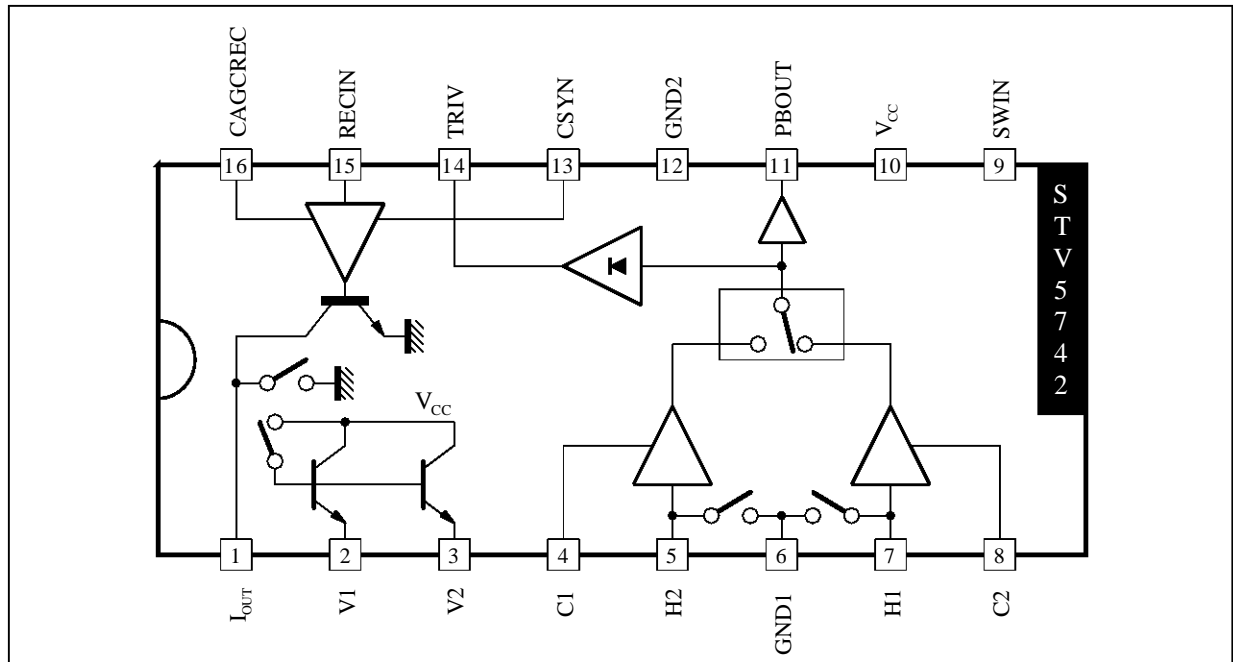 CAGCREC
RECIN
TRIV
CSYN
GND2
PBOUT
VCC
SWIN
16
15
14
13
12
11
10
9
STV5742
VCC
1
2
3
4
5
6
7
8
IOUT
V1
V2
C1
H2
GND1
H1
C2